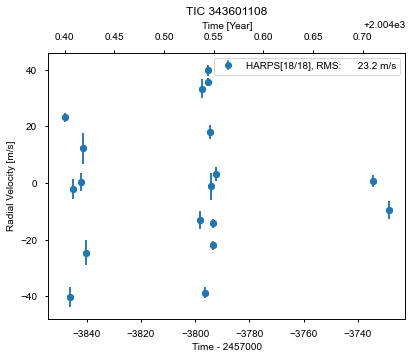 TIC 343601108
Time [Year]
0.40 0.45 0.50 0.55 0.60 0.65 0.70 +2.004e3
HARPS[18/18], RMS: 23.2 m/s
Radial Velocity [m/s]
40
20
0
−20
−40
−3840 −3820 −3800 −3780 −3760 −3740
Time - 2457000